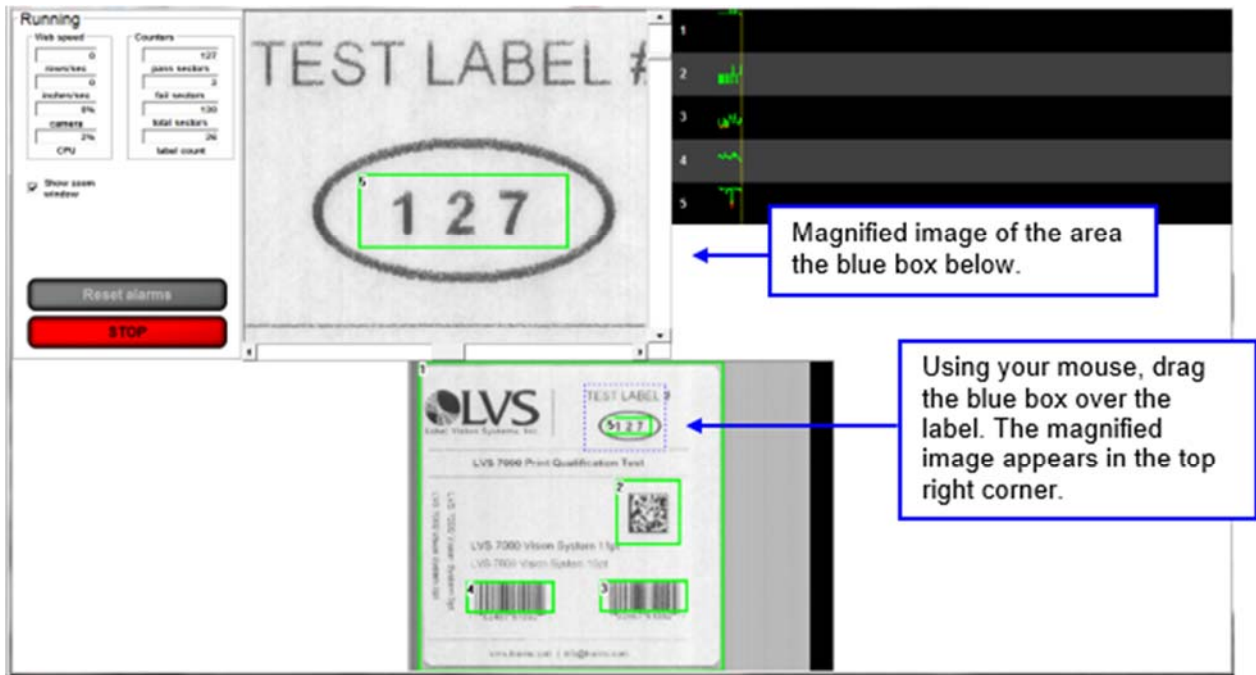 Running
Web speed
0
rows/sec
0
inches/sec
0%
camera
2%
CPU
Counters
127
pass sectors
3
fail sectors
130
total sectors
26
label count
Show zoom
window
Reset alarms
STOP
TEST LABEL #
5
1 2 7
1
2
3
4
5
Magnified image of the area
the blue box below.
Using your mouse, drag
the blue box over the
label. The magnified
image appears in the top
right corner.
1
LVS
Label Vision Systems, Inc.
TEST LABEL #
5 1 2 7
LVS 7000 Print Qualification Test
2
LVS 7000 Vision System 11pt
LVS 7000 Vision System 10pt
4
3